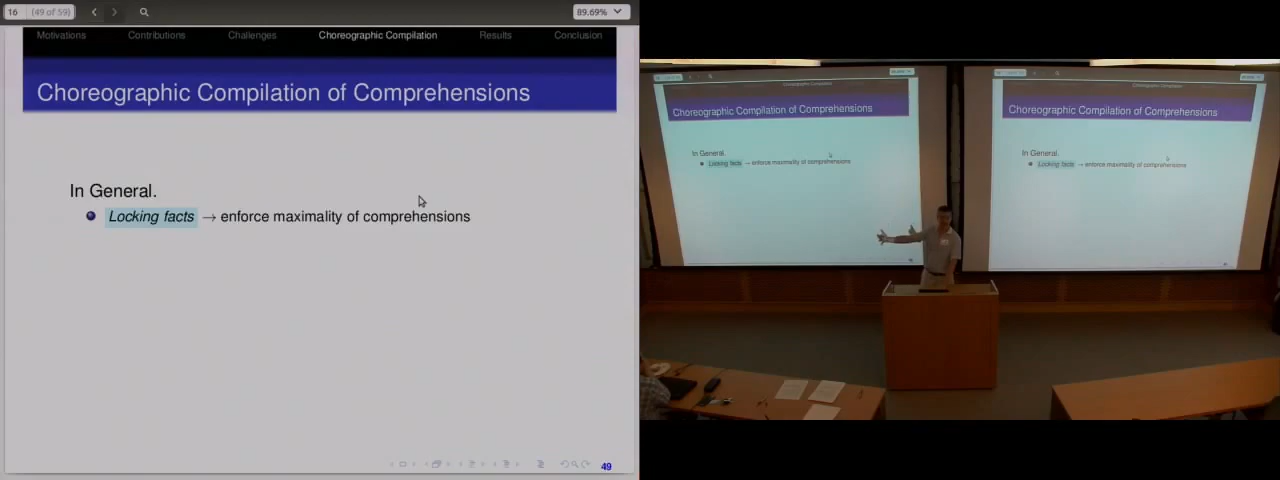 16 (49 of 59) 89.69%
Motivations Contributions Challenges Choreographic Compilation Results Conclusion
Choreographic Compilation of Comprehensions
In General.
Locking facts → enforce maximality of comprehensions
49
Choreographic Compilation of Comprehensions
In General.
Locking facts → enforce maximality of comprehensions
Choreographic Compilation of Comprehensions
In General.
Locking facts → enforce maximality of comprehensions